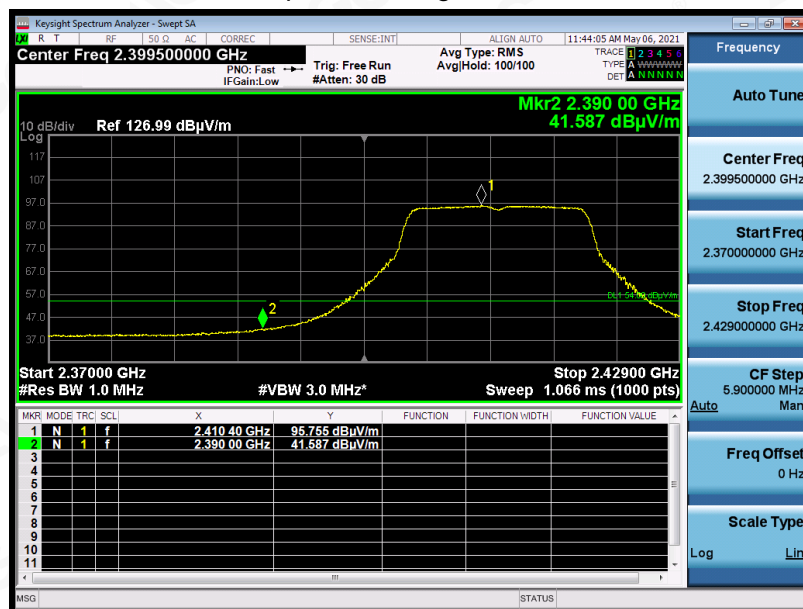 Keysight Spectrum Analyzer - Swept SA
LXI R T RF 50 Ω AC CORREC SENSE:INT ALIGN AUTO 11:44:05 AM May 06, 2021
Center Freq 2.399500000 GHz
PNO: Fast
IFGain:Low
Trig: Free Run
#Atten: 30 dB
Avg Type: RMS
Avg|Hold: 100/100
TRACE 1 2 3 4 5 6
TYPE A WWWWW
DET A N N N N N
Mkr2 2.390 00 GHz
41.587 dBµV/m
10 dB/div Ref 126.99 dBµV/m
Log
117
107
97.0
87.0
77.0
67.0
57.0
47.0
37.0
1
2
DL1 54.00 dBµV/m
Start 2.37000 GHz Stop 2.42900 GHz
#Res BW 1.0 MHz #VBW 3.0 MHz* Sweep 1.066 ms (1000 pts)
MKR MODE TRC SCL X Y FUNCTION FUNCTION WIDTH FUNCTION VALUE
1 N 1 f 2.410 40 GHz 95.755 dBµV/m
2 N 1 f 2.390 00 GHz 41.587 dBµV/m
3
4
5
6
7
8
9
10
11
MSG STATUS
Frequency
Auto Tune
Center Freq
2.399500000 GHz
Start Freq
2.370000000 GHz
Stop Freq
2.429000000 GHz
CF Step
5.900000 MHz
Auto Man
Freq Offset
0 Hz
Scale Type
Log Lin